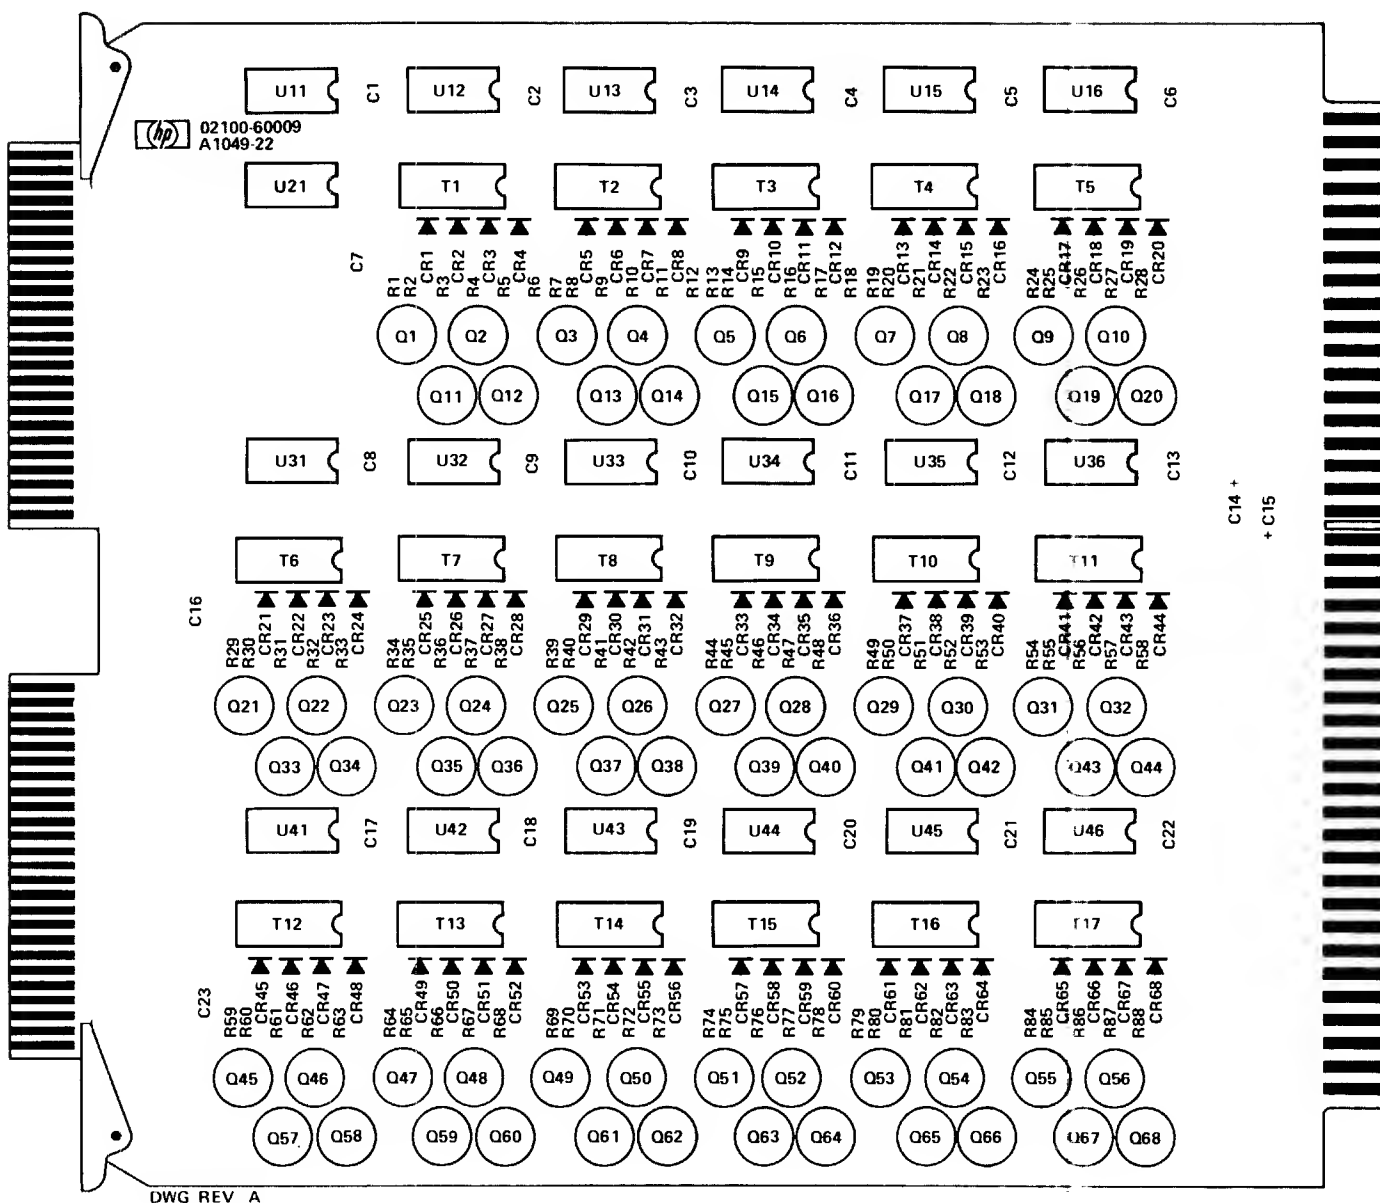 U11 C1 U12 C2 U13 C3 U14 C4 U15 C5 U16 C6
hp 02100-60009
A1049-22
U21 T1 T2 T3 T4 T5
C7 R1 R2 CR1 R3 CR2 R4 CR3 R5 CR4 R6 R7 R8 CR5 R9 CR6 R10 CR7 R11 CR8 R12 R13 R14 CR9 R15 CR10 R16 CR11 R17 CR12 R18 R19 R20 CR13 R21 CR14 R22 CR15 R23 CR16 R24 R25 CR17 R26 CR18 R27 CR19 R28 CR20
Q1 Q2 Q3 Q4 Q5 Q6 Q7 Q8 Q9 Q10
Q11 Q12 Q13 Q14 Q15 Q16 Q17 Q18 Q19 Q20
U31 C8 U32 C9 U33 C10 U34 C11 U35 C12 U36 C13
C14 + + C15
T6 T7 T8 T9 T10 T11
C16 R29 R30 CR21 R31 CR22 R32 CR23 R33 CR24 R34 R35 CR25 R36 CR26 R37 CR27 R38 CR28 R39 R40 CR29 R41 CR30 R42 CR31 R43 CR32 R44 R45 CR33 R46 CR34 R47 CR35 R48 CR36 R49 R50 CR37 R51 CR38 R52 CR39 R53 CR40 R54 R55 CR41 R56 CR42 R57 CR43 R58 CR44
Q21 Q22 Q23 Q24 Q25 Q26 Q27 Q28 Q29 Q30 Q31 Q32
Q33 Q34 Q35 Q36 Q37 Q38 Q39 Q40 Q41 Q42 Q43 Q44
U41 C17 U42 C18 U43 C19 U44 C20 U45 C21 U46 C22
T12 T13 T14 T15 T16 T17
C23 R59 R60 CR45 R61 CR46 R62 CR47 R63 CR48 R64 R65 CR49 R66 CR50 R67 CR51 R68 CR52 R69 R70 CR53 R71 CR54 R72 CR55 R73 CR56 R74 R75 CR57 R76 CR58 R77 CR59 R78 CR60 R79 R80 CR61 R81 CR62 R82 CR63 R83 CR64 R84 R85 CR65 R86 CR66 R87 CR67 R88 CR68
Q45 Q46 Q47 Q48 Q49 Q50 Q51 Q52 Q53 Q54 Q55 Q56
Q57 Q58 Q59 Q60 Q61 Q62 Q63 Q64 Q65 Q66 Q67 Q68
DWG REV A